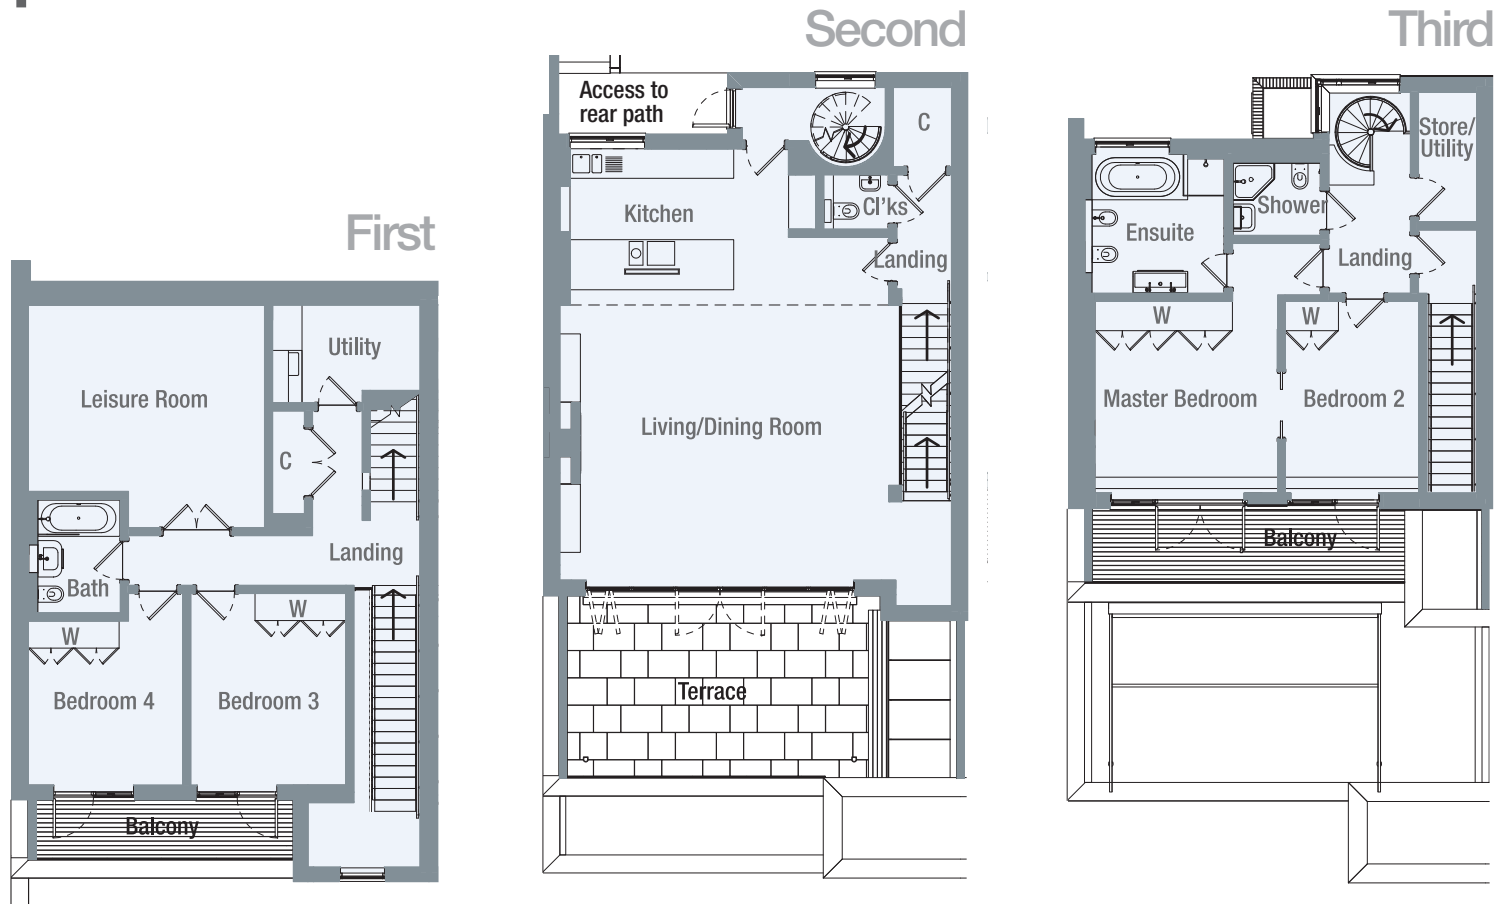 First
Leisure Room
Utility
C
Landing
Bath
W
W
Bedroom 4
Bedroom 3
Balcony
Second
Access to
rear path
C
Kitchen
Cl'ks
Landing
Living/Dining Room
Terrace
Third
Store/
Utility
Shower
Ensuite
Landing
W
W
Master Bedroom
Bedroom 2
Balcony